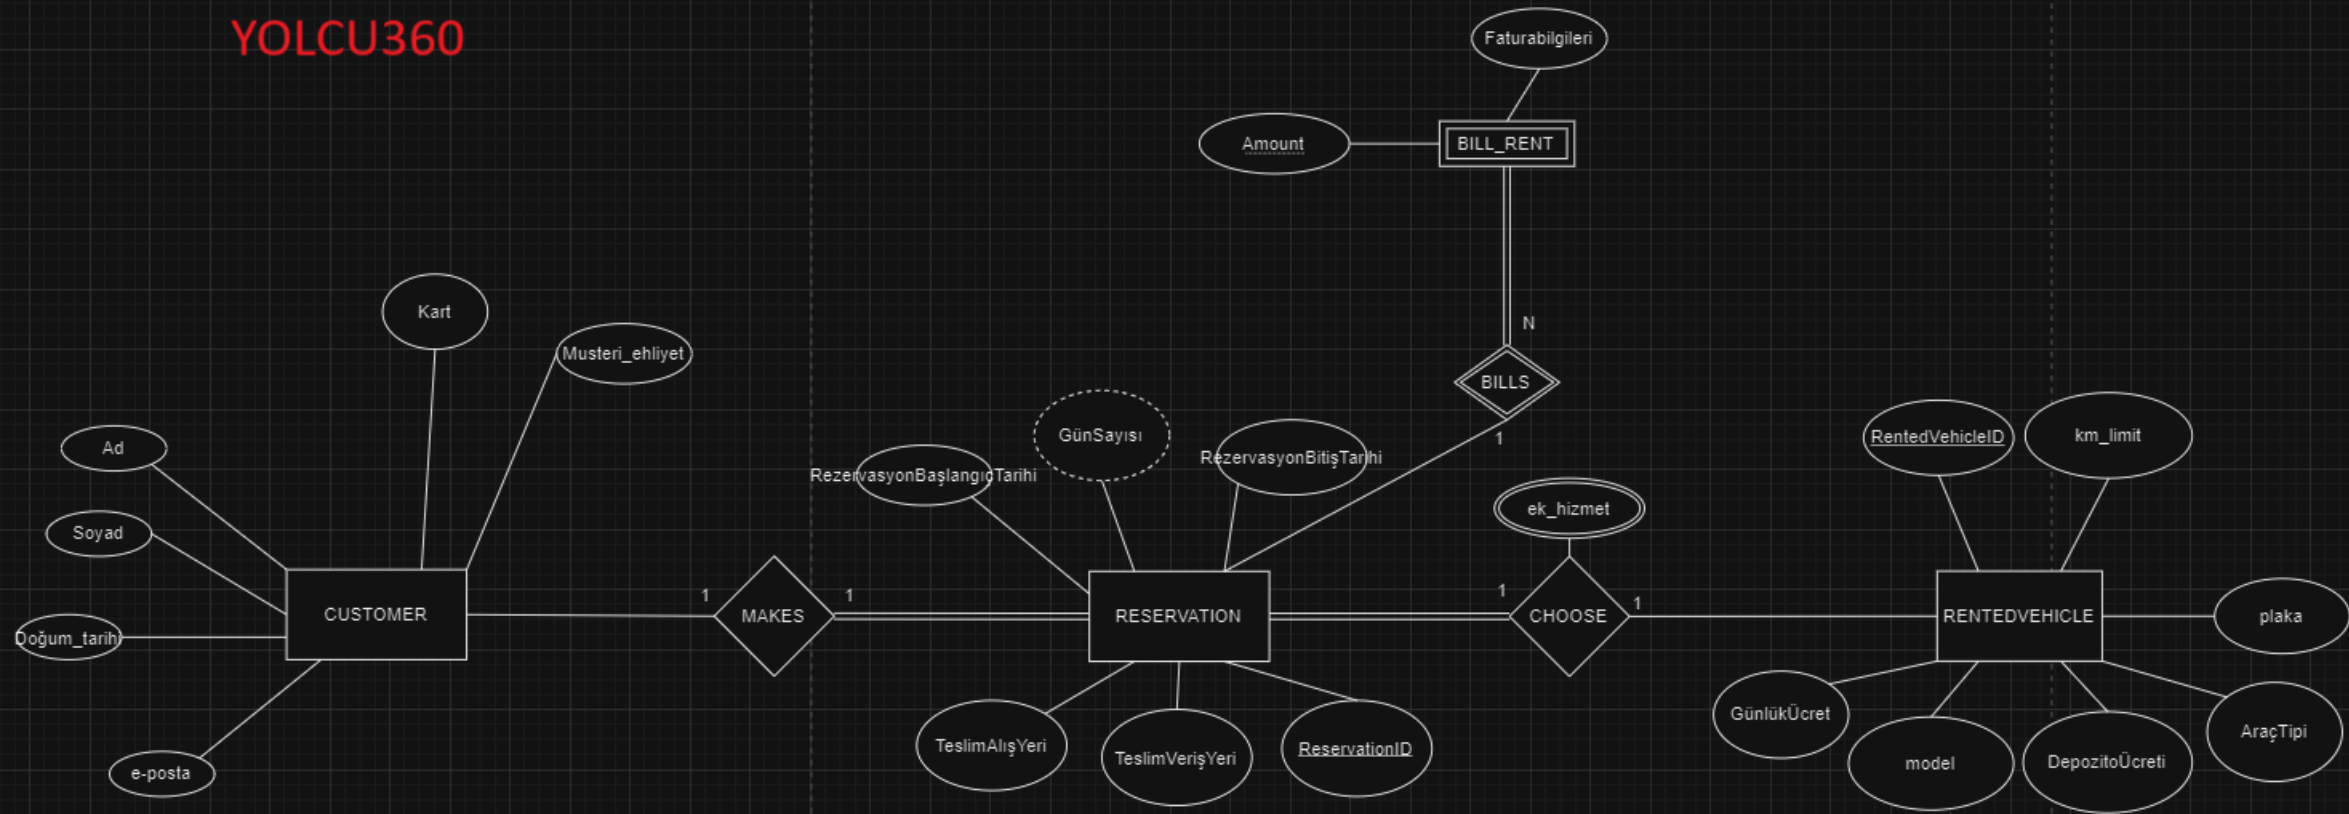 YOLCU360
Faturabilgileri
Amount
BILL_RENT
Kart
Musteri_ehliyet
N
BILLS
1
GünSayısı
RezervasyonBaşlangıçTarihi
RezervasyonBitişTarihi
RentedVehicleID
km_limit
Ad
Soyad
ek_hizmet
CUSTOMER
1
MAKES
1
RESERVATION
1
CHOOSE
1
RENTEDVEHICLE
plaka
Doğum_tarihi
e-posta
TeslimAlışYeri
TeslimVerişYeri
ReservationID
GünlükÜcret
model
DepozitoÜcreti
AraçTipi